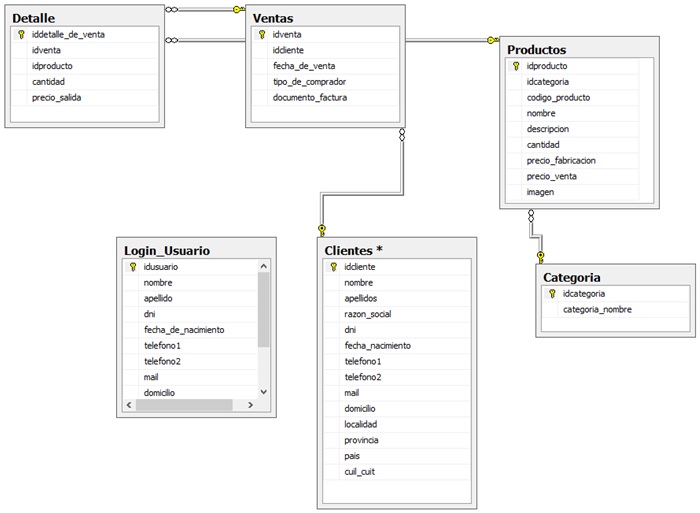 Detalle
iddetalle_de_venta
idventa
idproducto
cantidad
precio_salida
Ventas
idventa
idcliente
fecha_de_venta
tipo_de_comprador
documento_factura
Productos
idproducto
idcategoria
codigo_producto
nombre
descripcion
cantidad
precio_fabricacion
precio_venta
imagen
Login_Usuario
idusuario
nombre
apellido
dni
fecha_de_nacimiento
telefono1
telefono2
mail
domicilio
Clientes *
idcliente
nombre
apellidos
razon_social
dni
fecha_nacimiento
telefono1
telefono2
mail
domicilio
localidad
provincia
pais
cuil_cuit
Categoria
idcategoria
categoria_nombre